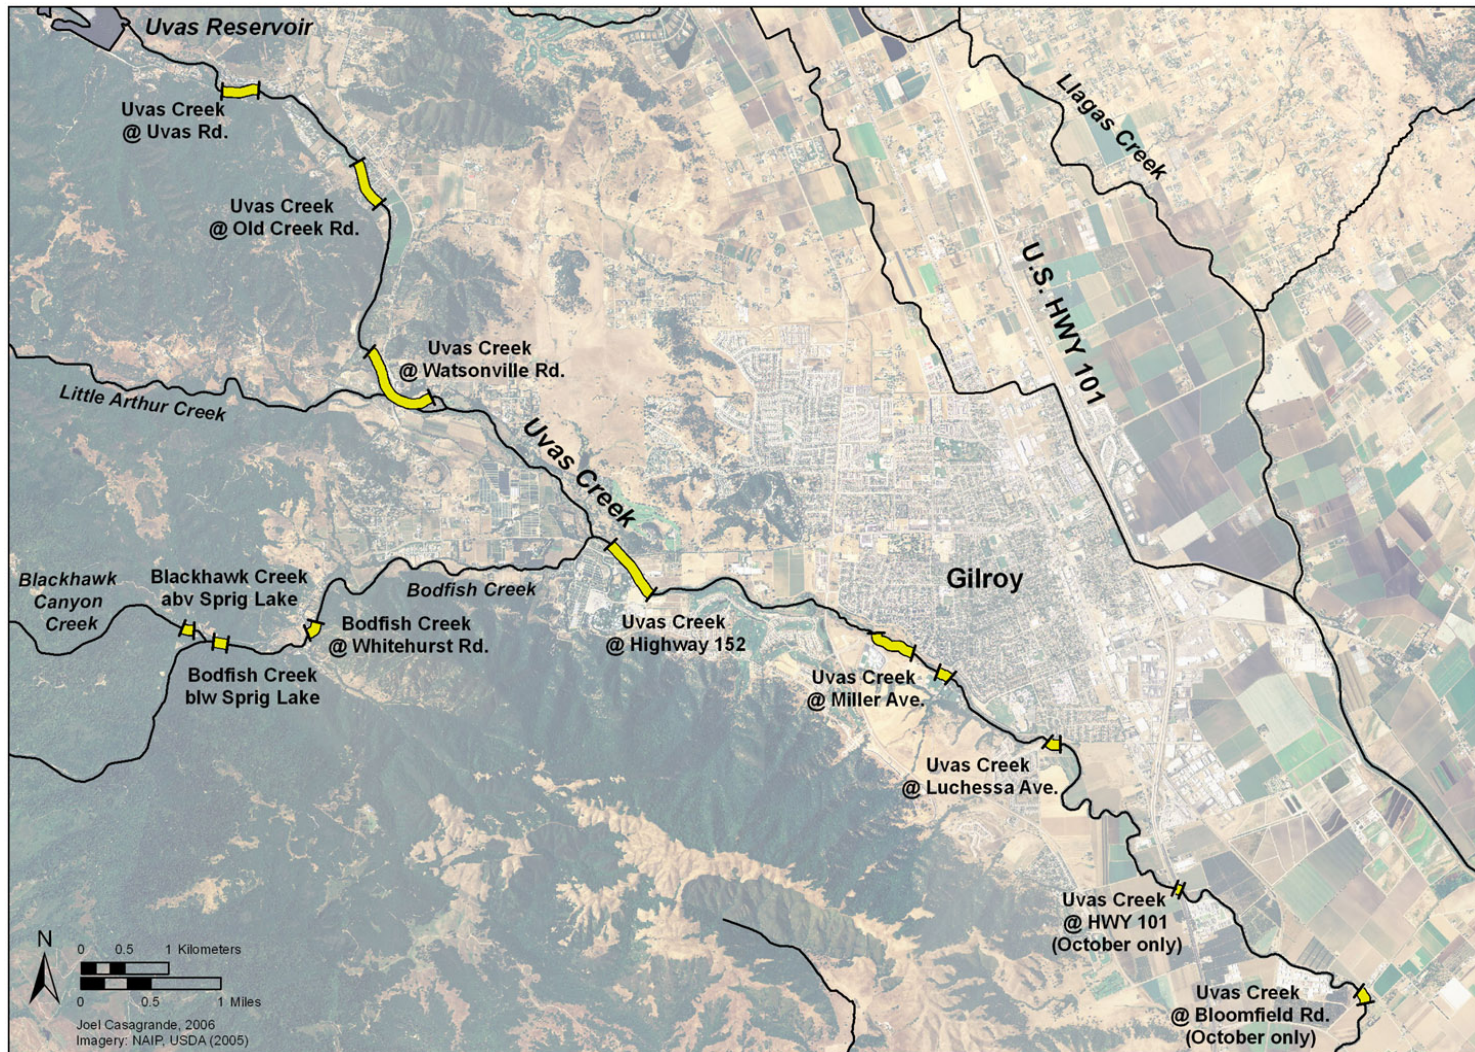 Uvas Reservoir
Uvas Creek
@ Uvas Rd.
Llagas Creek
Uvas Creek
@ Old Creek Rd.
U.S. HWY 101
Uvas Creek
@ Watsonville Rd.
Little Arthur Creek
Uvas Creek
Blackhawk
Canyon
Creek
Blackhawk Creek
abv Sprig Lake
Bodfish Creek
Gilroy
Bodfish Creek
@ Whitehurst Rd.
Uvas Creek
@ Highway 152
Bodfish Creek
blw Sprig Lake
Uvas Creek
@ Miller Ave.
Uvas Creek
@ Luchessa Ave.
Uvas Creek
@ HWY 101
(October only)
Uvas Creek
@ Bloomfield Rd.
(October only)
N
0 0.5 1 Kilometers
0 0.5 1 Miles
Joel Casagrande, 2006
Imagery: NAIP, USDA (2005)